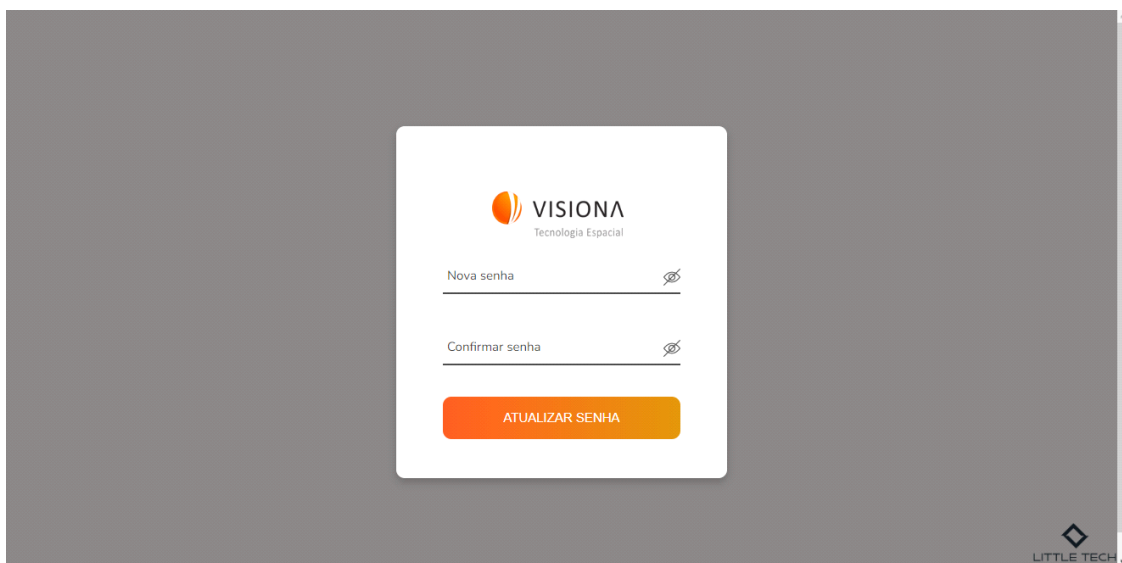 VISIONA
Tecnologia Espacial
Nova senha
Confirmar senha
ATUALIZAR SENHA
LITTLE TECH